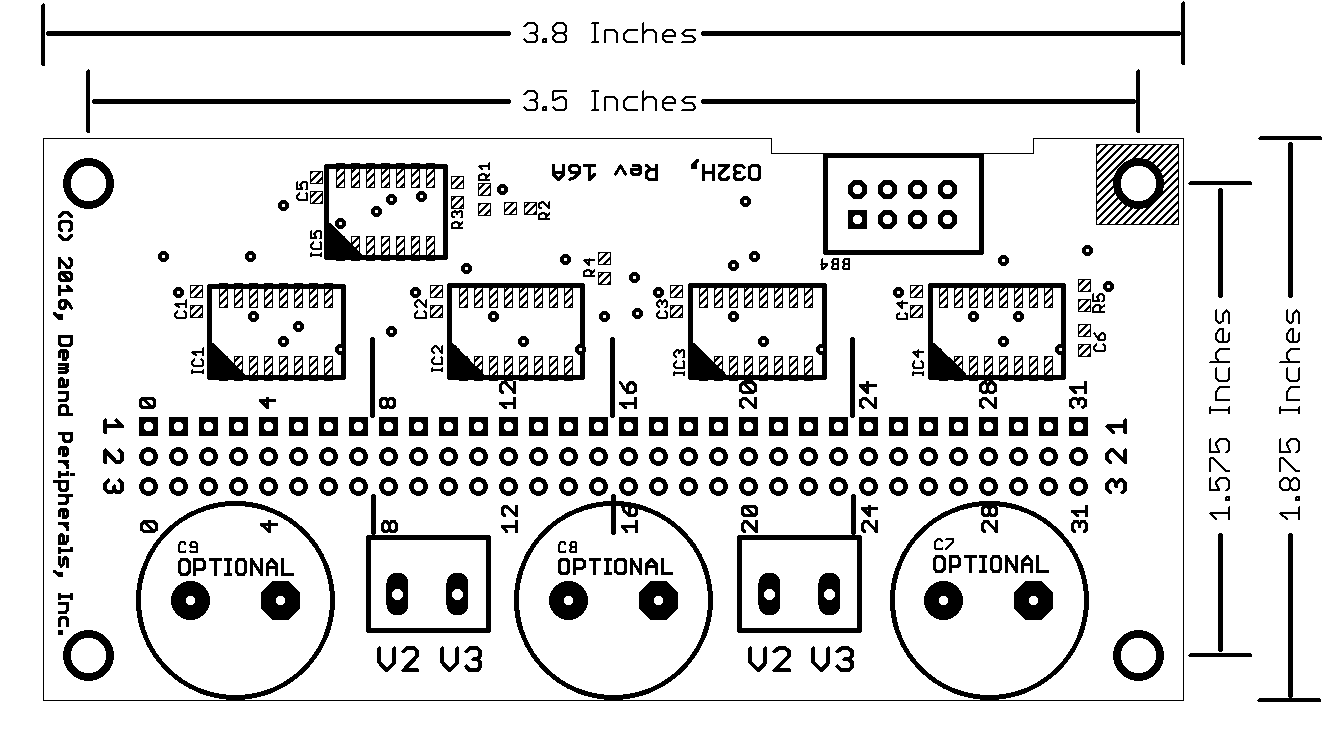 3.8 Inches
3.5 Inches
O32H, Rev 16A
C5
IC5
R3
R1
R2
R4
BB4
C1
IC1
C2
IC2
C3
IC3
C4
IC4
R5
C6
(C) 2016, Demand Peripherals, Inc.
1.575 Inches
1.875 Inches
0 4 8 12 16 20 24 28 31
1 1
2 2
3 3
0 4 8 12 16 20 24 28 31
C9
OPTIONAL
C8
OPTIONAL
C7
OPTIONAL
V2 V3
V2 V3